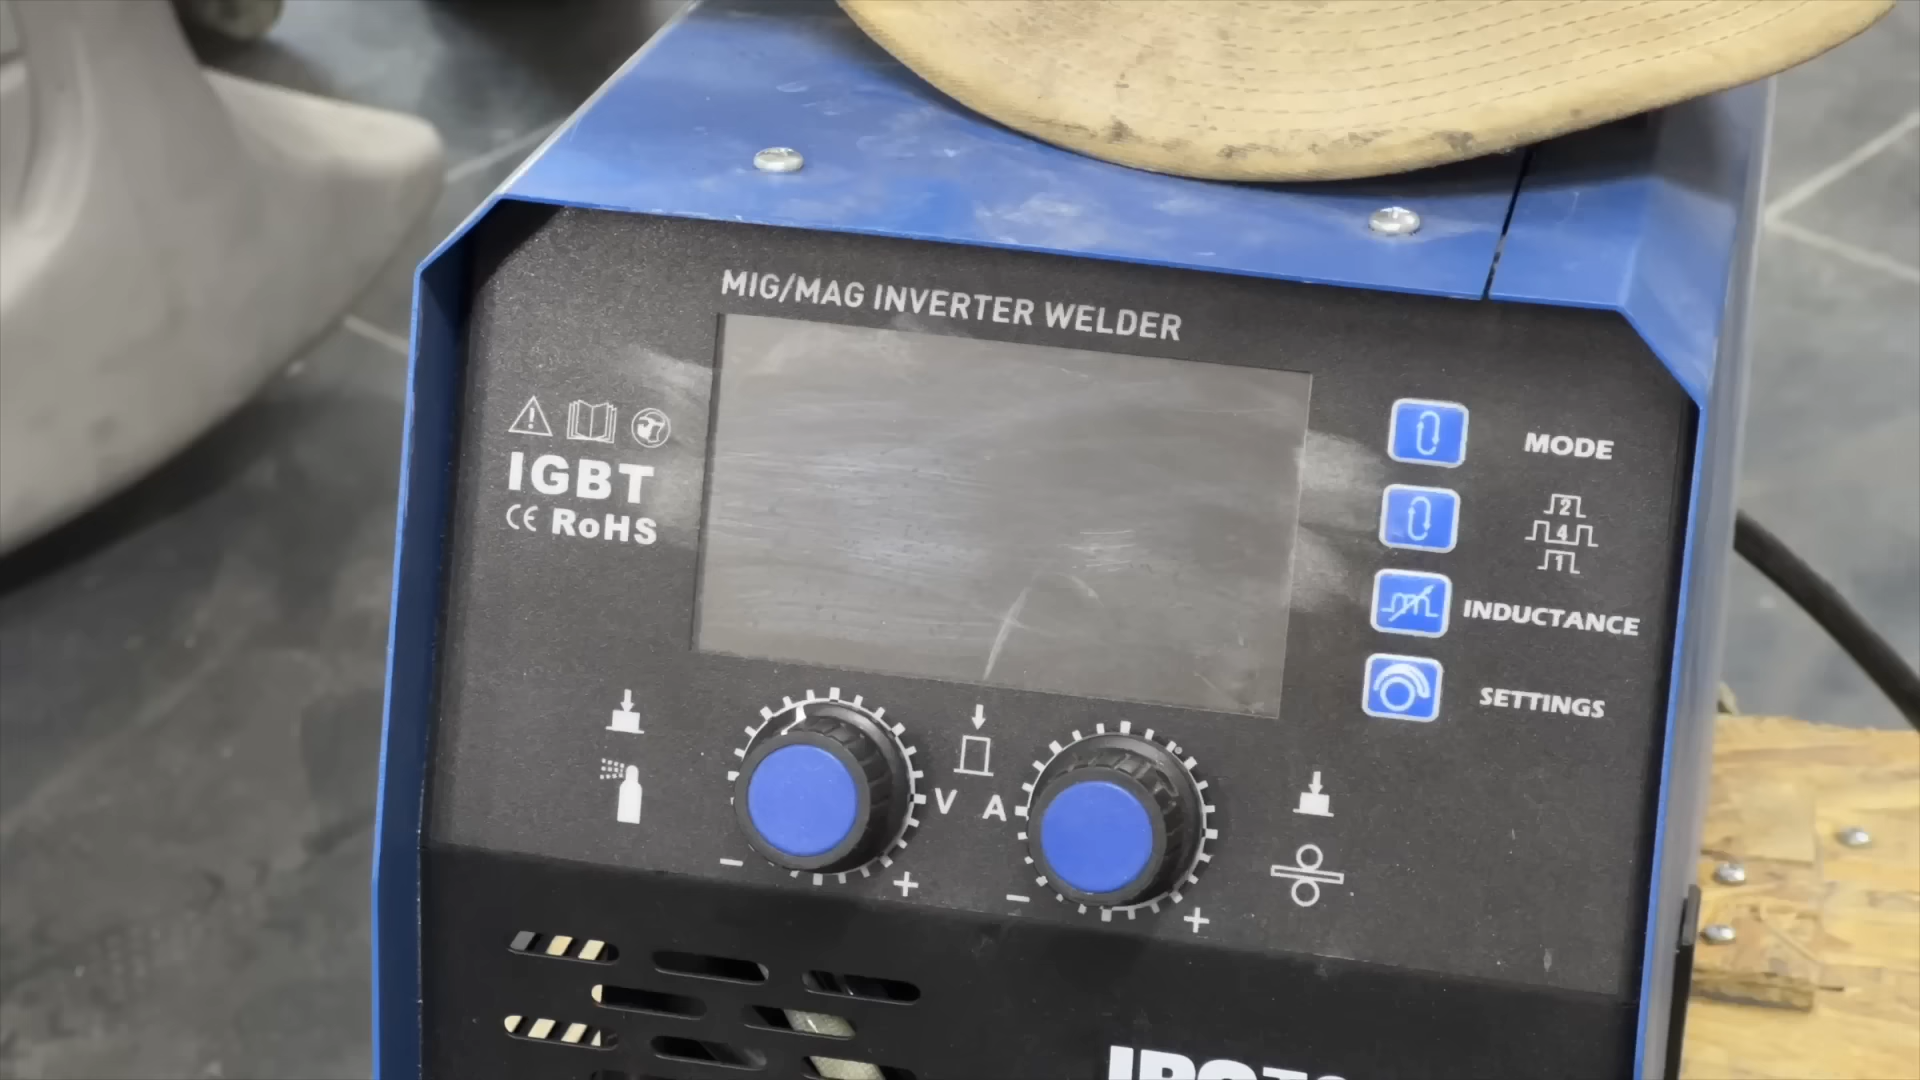 MIG/MAG INVERTER WELDER
IGBT
CE RoHS
MODE
2
4
1
INDUCTANCE
SETTINGS
V A
- +
- +